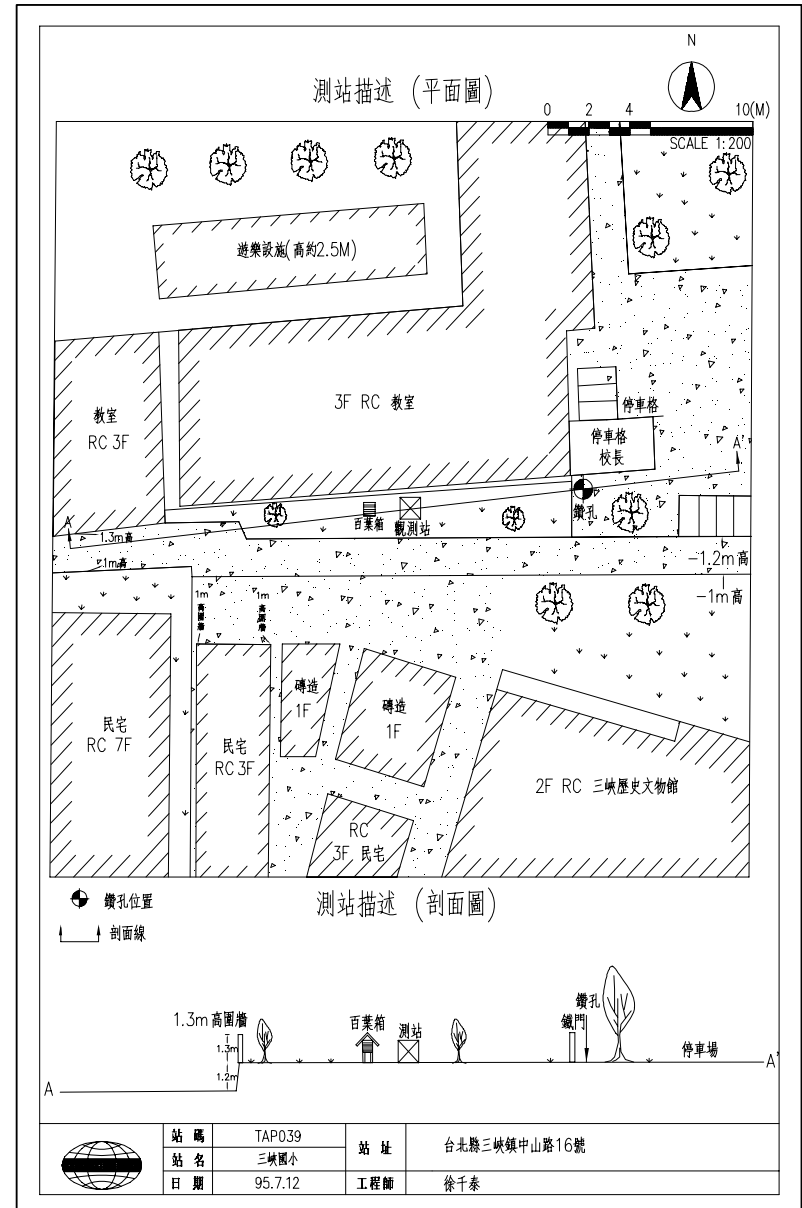 N
測站描述 (平面圖)
0 2 4 10(M)
SCALE 1:200
遊樂設施(高約2.5M)
3F RC 教室
教室
RC 3F
停車格
停車格
校長
A'
鑽孔
百葉箱
觀測站
A
1.3m高
1m高
-1.2m高
-1m高
1m
高圍牆
1m
高圍牆
民宅
RC 7F
民宅
RC 3F
磚造
1F
磚造
1F
RC
3F 民宅
2F RC 三峽歷史文物館
鑽孔位置
剖面線
測站描述 (剖面圖)
1.3m高圍牆
1.3m
1.2m
百葉箱
測站
鑽孔
鐵門
停車場
A
A'
站碼 TAP039
站名 三峽國小
日期 95.7.12
站址 台北縣三峽鎮中山路16號
工程師 徐千泰